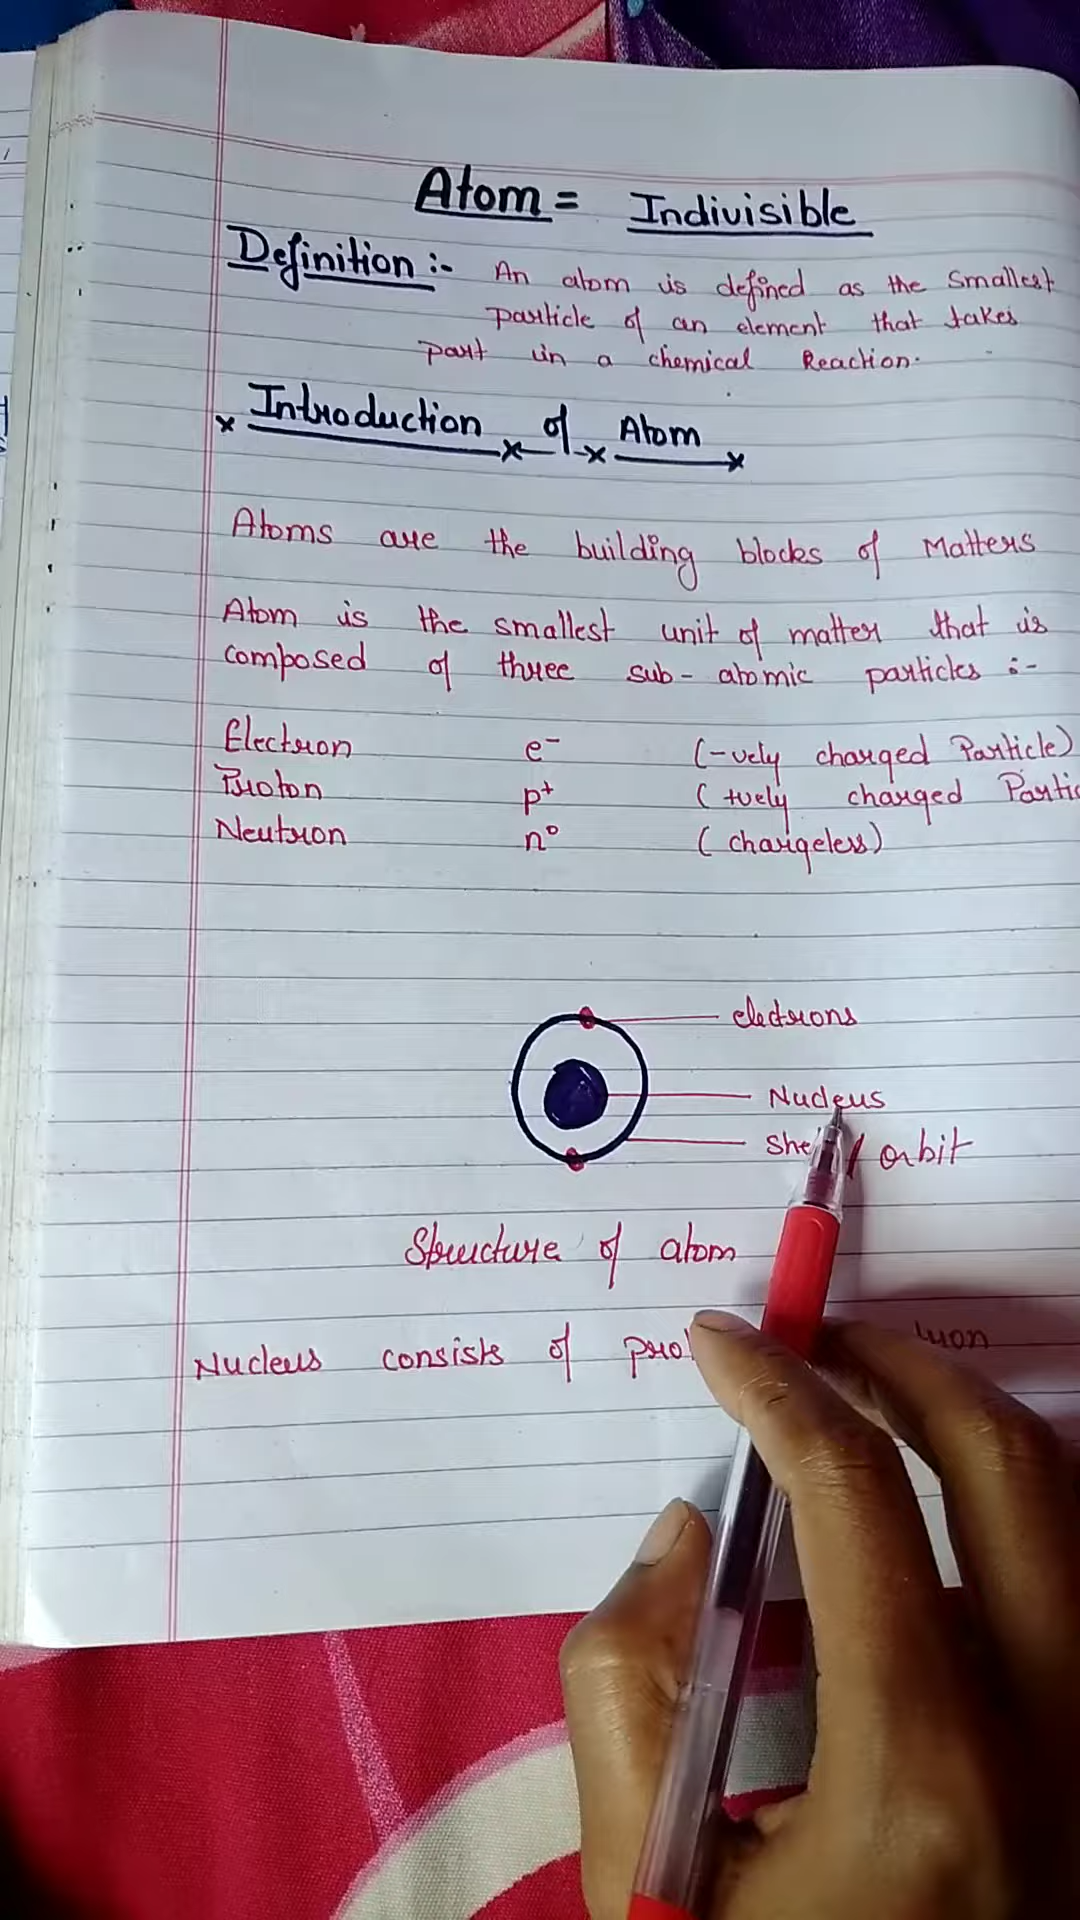 Atom = Indivisible
Definition :- An atom is defined as the smallest
particle of an element that takes
part in a chemical Reaction.
Introduction of Atom
Atoms are the building blocks of Matters
Atom is the smallest unit of matter that is
composed of three sub-atomic particles :-
Electron e⁻ (-vely charged Particle)
Proton p⁺ (+vely charged
Neutron n° (chargeless)
electrons
Nucleus
/ orbit
Structure of atom
Nucleus consists of